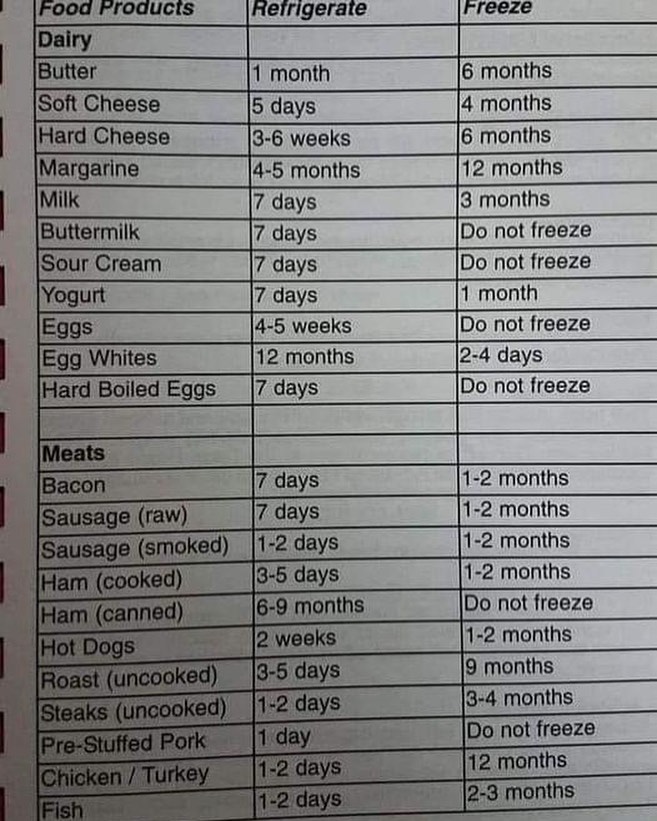 Food Products Refrigerate Freeze
Dairy
Butter 1 month 6 months
Soft Cheese 5 days 4 months
Hard Cheese 3-6 weeks 6 months
Margarine 4-5 months 12 months
Milk 7 days 3 months
Buttermilk 7 days Do not freeze
Sour Cream 7 days Do not freeze
Yogurt 7 days 1 month
Eggs 4-5 weeks Do not freeze
Egg Whites 12 months 2-4 days
Hard Boiled Eggs 7 days Do not freeze
Meats
Bacon 7 days 1-2 months
Sausage (raw) 7 days 1-2 months
Sausage (smoked) 1-2 days 1-2 months
Ham (cooked) 3-5 days 1-2 months
Ham (canned) 6-9 months Do not freeze
Hot Dogs 2 weeks 1-2 months
Roast (uncooked) 3-5 days 9 months
Steaks (uncooked) 1-2 days 3-4 months
Pre-Stuffed Pork 1 day Do not freeze
Chicken / Turkey 1-2 days 12 months
Fish 1-2 days 2-3 months